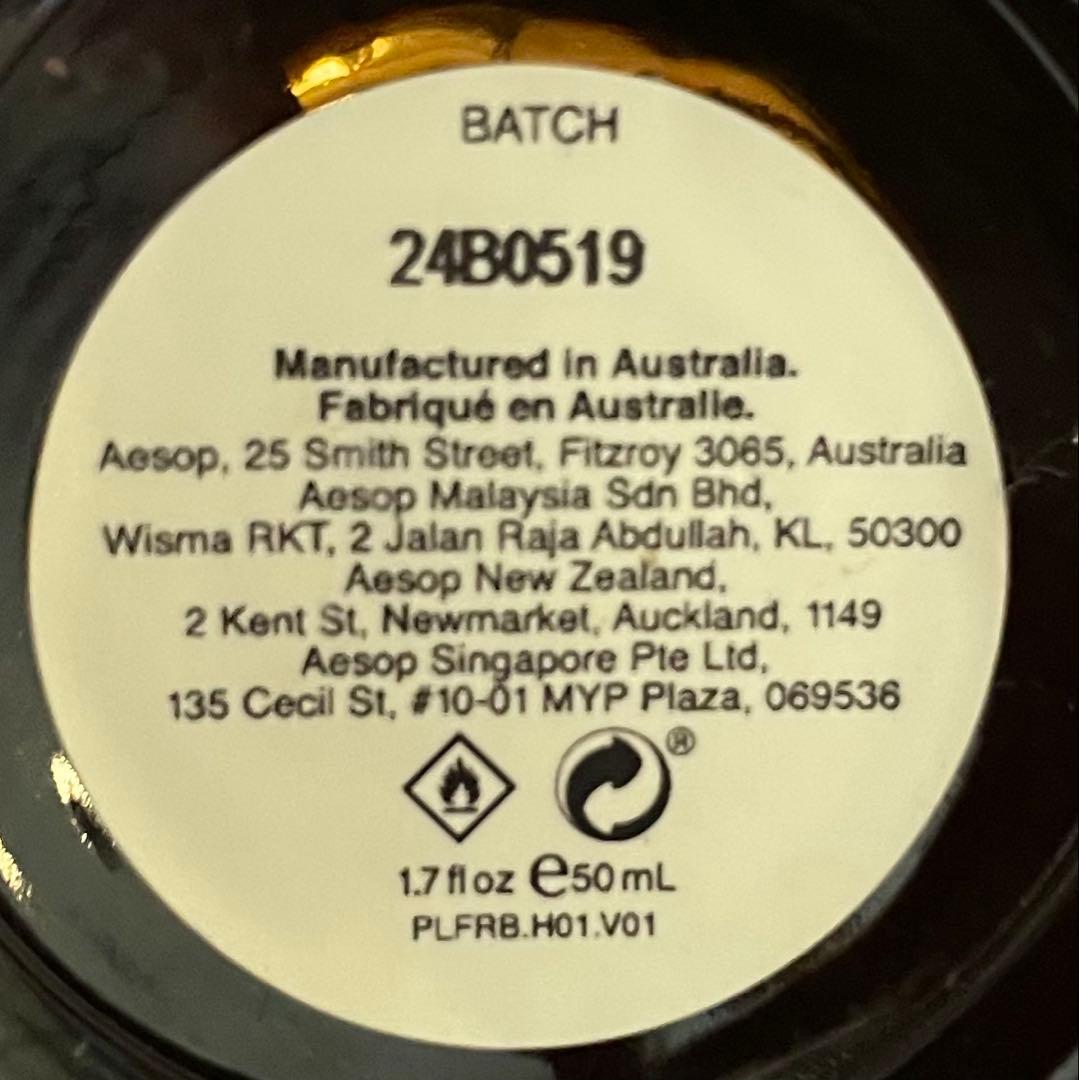 BATCH
24B0519
Manufactured in Australia.
Fabriqué en Australie.
Aesop, 25 Smith Street, Fitzroy 3065, Australia
Aesop Malaysia Sdn Bhd,
Wisma RKT, 2 Jalan Raja Abdullah, KL, 50300
Aesop New Zealand,
2 Kent St, Newmarket, Auckland, 1149
Aesop Singapore Pte Ltd,
135 Cecil St, #10-01 MYP Plaza, 069536
®
1.7 fl oz ℮50 mL
PLFRB.H01.V01